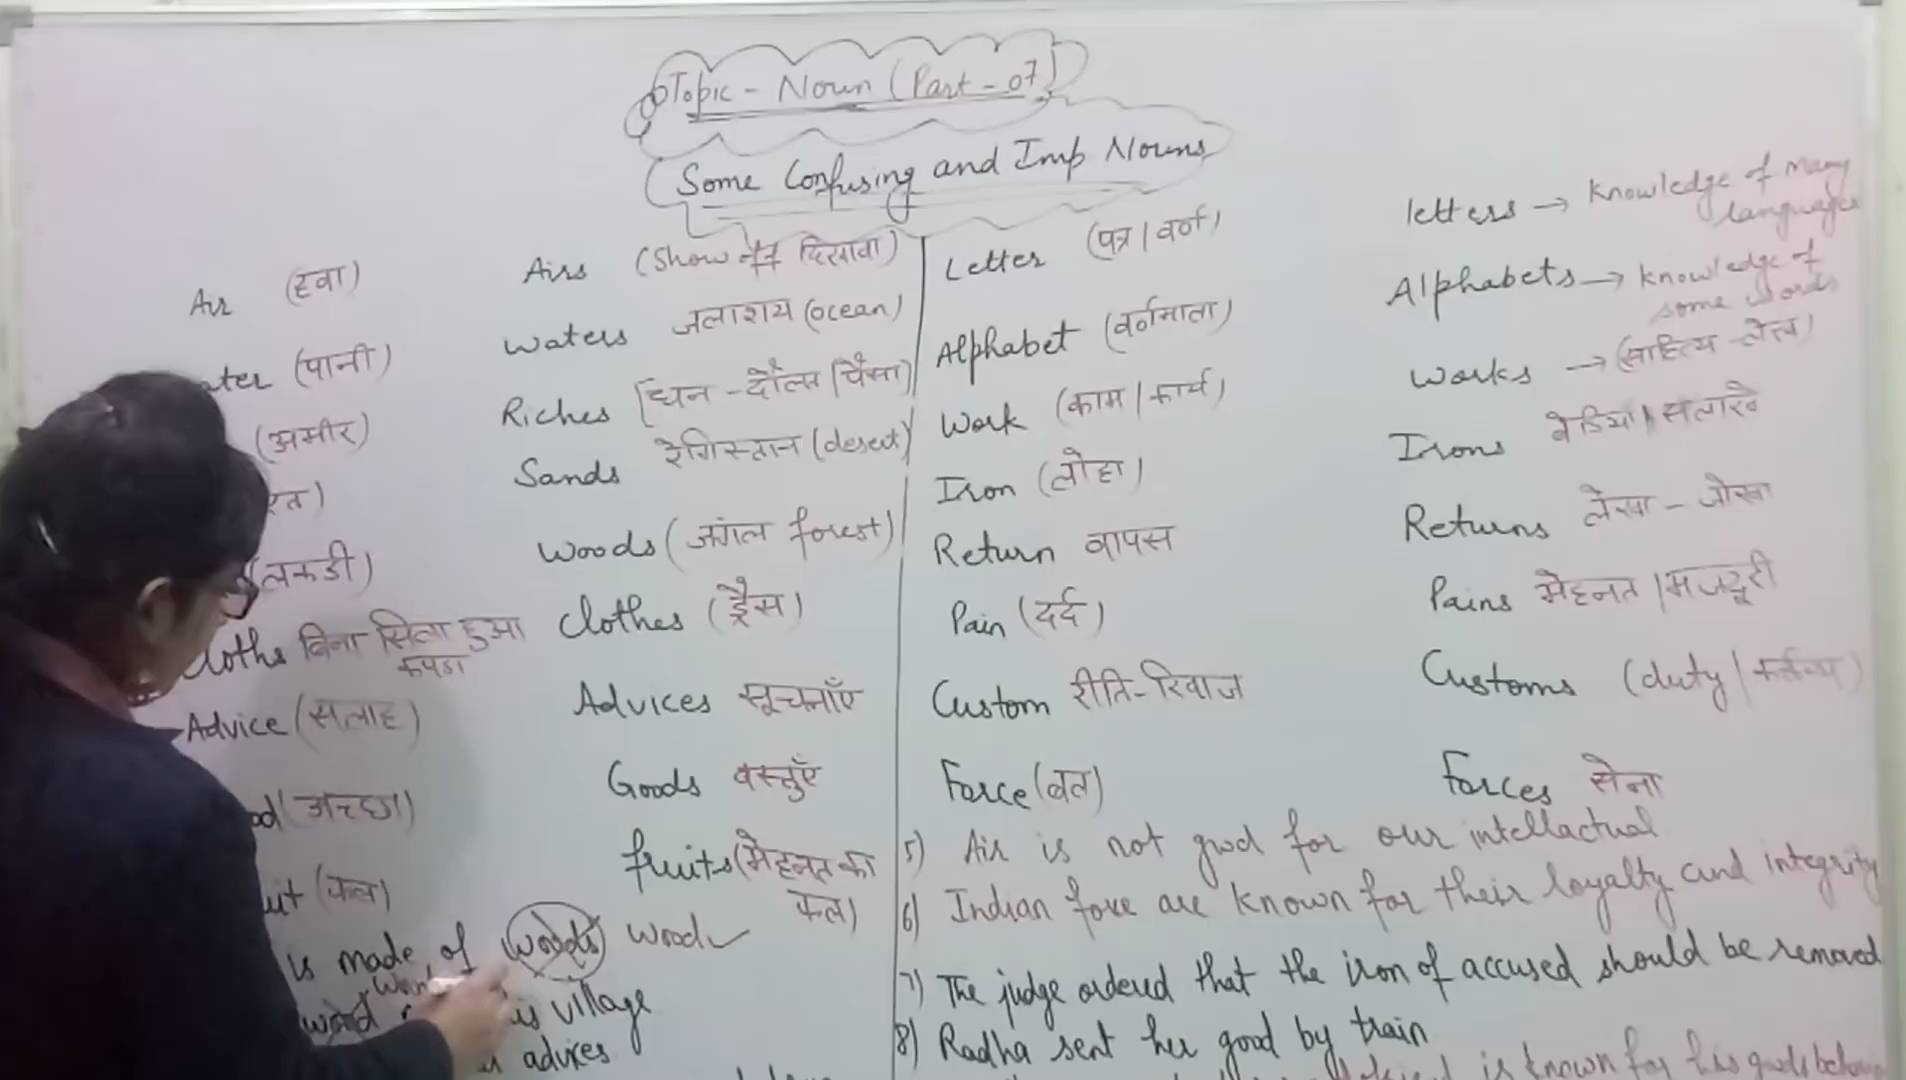 Topic - Noun (Part - 07)
Some Confusing and Imp Nouns
Air (हवा)
Airs (Show off दिखावा)
ater (पानी)
Waters जलाशय (ocean)
(अमीर)
Riches [धन - दौलत | पैसा)
Sands रेगिस्तान (desert)
लकडी)
Woods (जंगल forest)
loths बिना सिला हुआ
कपडा
Clothes (ड्रैस)
Advice (सलाह)
Advices सूचनाएँ
od (अच्छा)
Goods वस्तुएँ
uit (फल)
fruits (मेहनत का
फल)
is made of woods wood
village
advices
Letter (पत्र | वर्ण)
letters → Knowledge of many
languages
Alphabet (वर्णमाला)
Alphabets → knowledge of
some words
Work (काम | कार्य)
Works → (साहित्य -लेख)
Iron (लोहा)
Irons बेडिया | सलाखे
Return वापस
Returns लेखा - जोखा
Pain (दर्द)
Pains मेहनत | मजदूरी
Custom रीति-रिवाज
Customs (duty | कर्तव्य)
Force (बल)
Forces सेना
5) Air is not good for our intellactual
6) Indian fore are known for their loyalty and integrity
7) The judge ordered that the iron of accused should be removed
8) Radha sent her good by train
is known for his